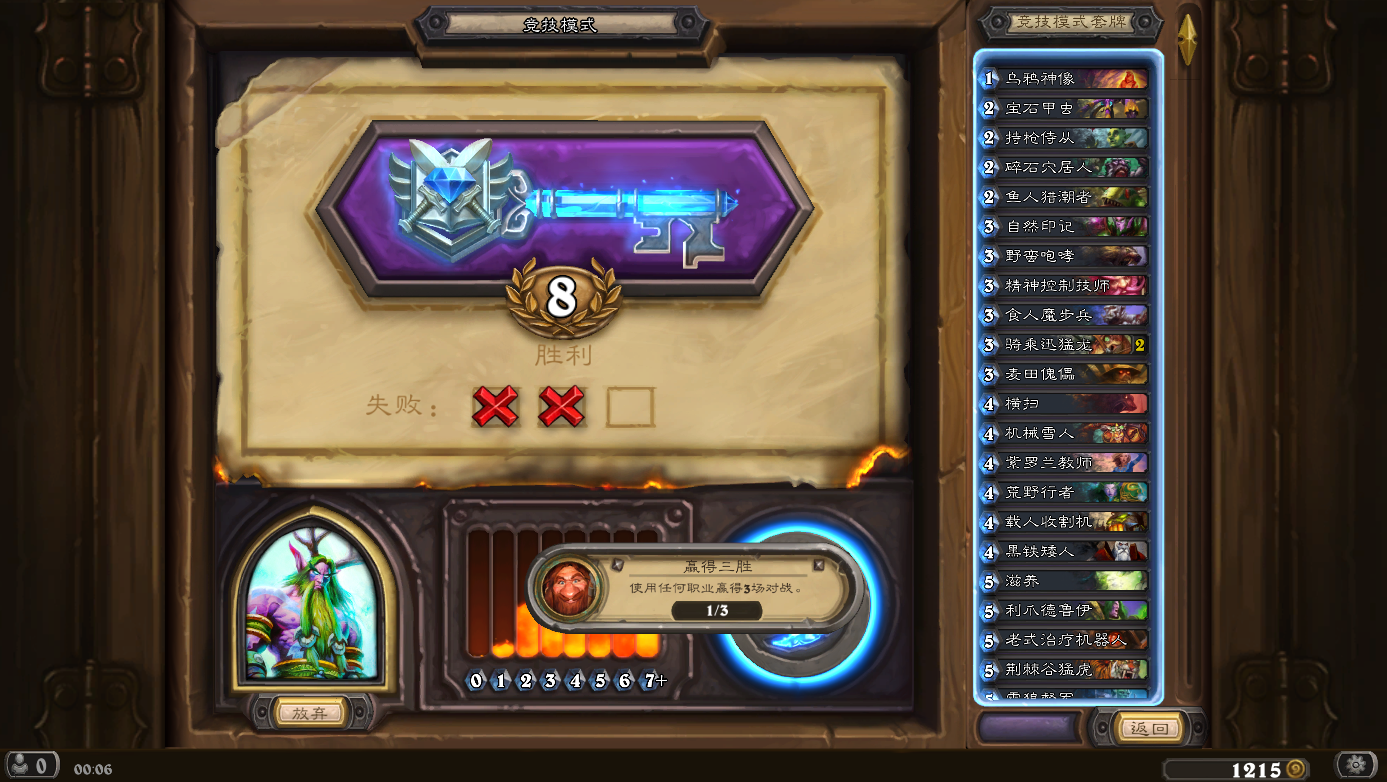 竞技模式
竞技模式套牌
8
胜利
失败：
1 乌鸦神像
2 宝石甲虫
2 持枪侍从
2 碎石穴居人
2 鱼人猎潮者
3 自然印记
3 野蛮咆哮
3 精神控制技师
3 食人魔步兵
3 骑乘迅猛龙 2
3 麦田傀儡
4 横扫
4 机械雪人
4 紫罗兰教师
4 荒野行者
4 载人收割机
4 黑铁矮人
5 滋养
5 利爪德鲁伊
5 老式治疗机器人
5 荆棘谷猛虎
赢得三胜
使用任何职业赢得3场对战。
1/3
0 1 2 3 4 5 6 7+
放弃
返回
0
00:06
1215